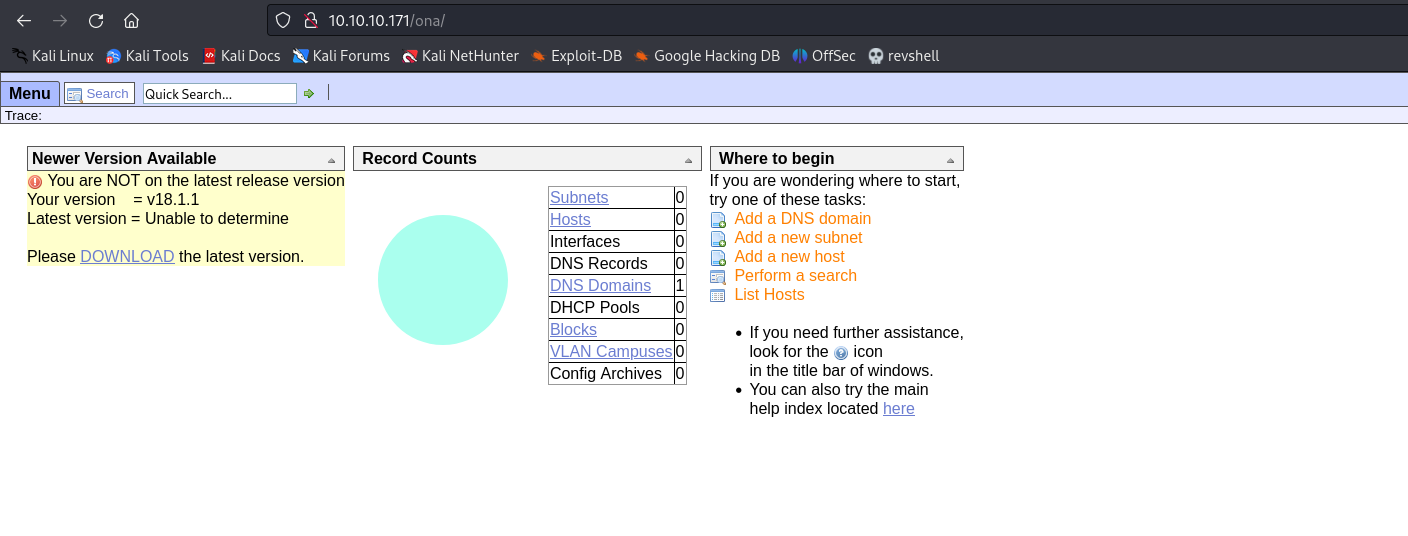 10.10.10.171/ona/
Kali Linux Kali Tools Kali Docs Kali Forums Kali NetHunter Exploit-DB Google Hacking DB OffSec revshell
Menu Search Quick Search...
Trace:
Newer Version Available
You are NOT on the latest release version
Your version = v18.1.1
Latest version = Unable to determine
Please DOWNLOAD the latest version.
Record Counts
Subnets 0
Hosts 0
Interfaces 0
DNS Records 0
DNS Domains 1
DHCP Pools 0
Blocks 0
VLAN Campuses 0
Config Archives 0
Where to begin
If you are wondering where to start,
try one of these tasks:
Add a DNS domain
Add a new subnet
Add a new host
Perform a search
List Hosts
If you need further assistance,
look for the icon
in the title bar of windows.
You can also try the main
help index located here